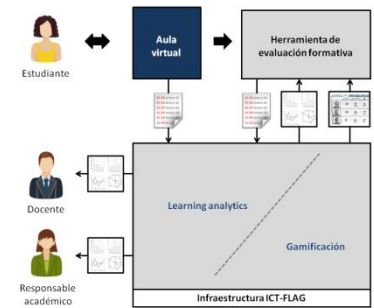 Aula
virtual
Herramienta de
evaluación formativa
Estudiante
Docente
Learning analytics
Gamificación
Responsable
académico
Infraestructura ICT-FLAG